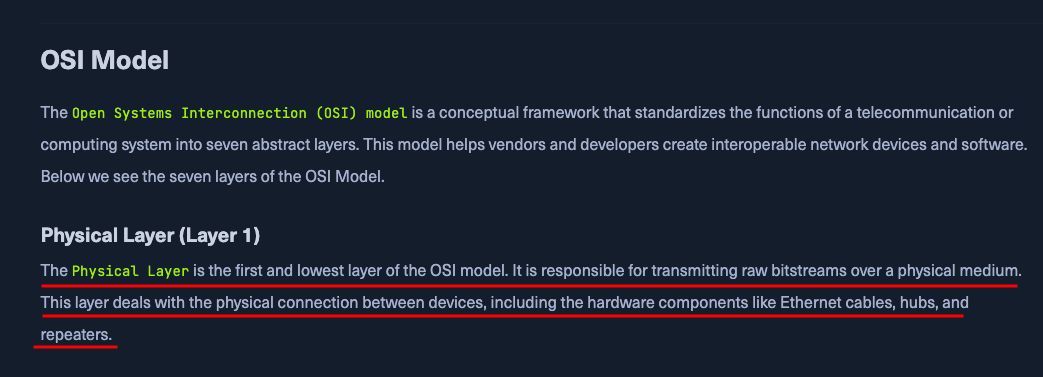 OSI Model
The Open Systems Interconnection (OSI) model is a conceptual framework that standardizes the functions of a telecommunication or
computing system into seven abstract layers. This model helps vendors and developers create interoperable network devices and software.
Below we see the seven layers of the OSI Model.
Physical Layer (Layer 1)
The Physical Layer is the first and lowest layer of the OSI model. It is responsible for transmitting raw bitstreams over a physical medium.
This layer deals with the physical connection between devices, including the hardware components like Ethernet cables, hubs, and
repeaters.